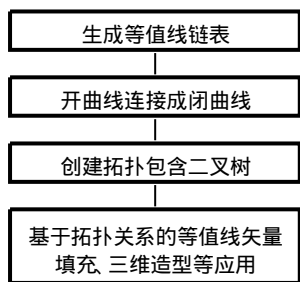 生成等值线链表
开曲线连接成闭曲线
创建拓扑包含二叉树
基于拓扑关系的等值线矢量
填充、三维造型等应用